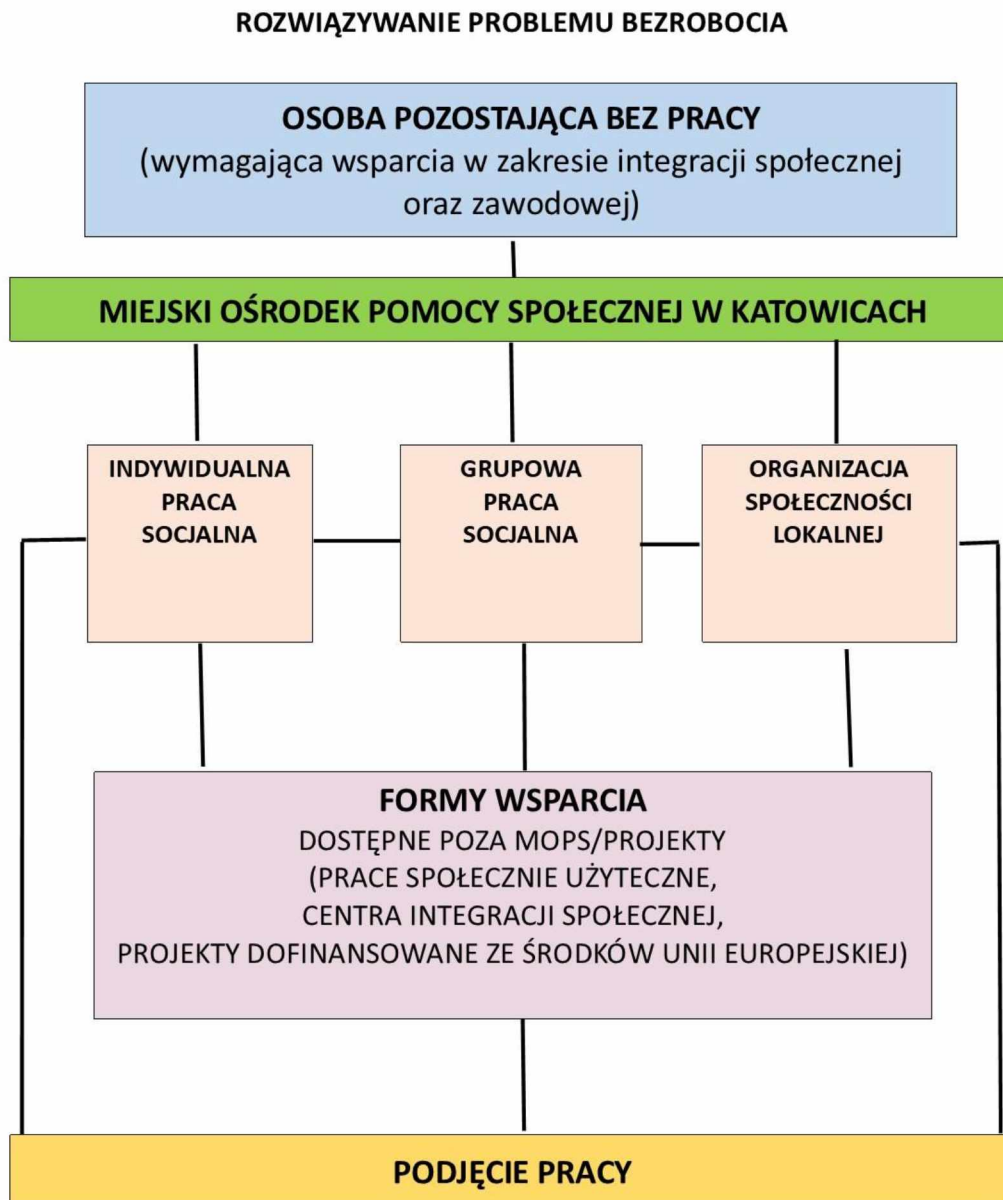 ROZWIĄZYWANIE PROBLEMU BEZROBOCIA
OSOBA POZOSTAJĄCA BEZ PRACY
(wymagająca wsparcia w zakresie integracji społecznej
oraz zawodowej)
MIEJSKI OŚRODEK POMOCY SPOŁECZNEJ W KATOWICACH
INDYWIDUALNA
PRACA
SOCJALNA
GRUPOWA
PRACA
SOCJALNA
ORGANIZACJA
SPOŁECZNOŚCI
LOKALNEJ
FORMY WSPARCIA
DOSTĘPNE POZA MOPS/PROJEKTY
(PRACE SPOŁECZNIE UŻYTECZNE,
CENTRA INTEGRACJI SPOŁECZNEJ,
PROJEKTY DOFINANSOWANE ZE ŚRODKÓW UNII EUROPEJSKIEJ)
PODJĘCIE PRACY